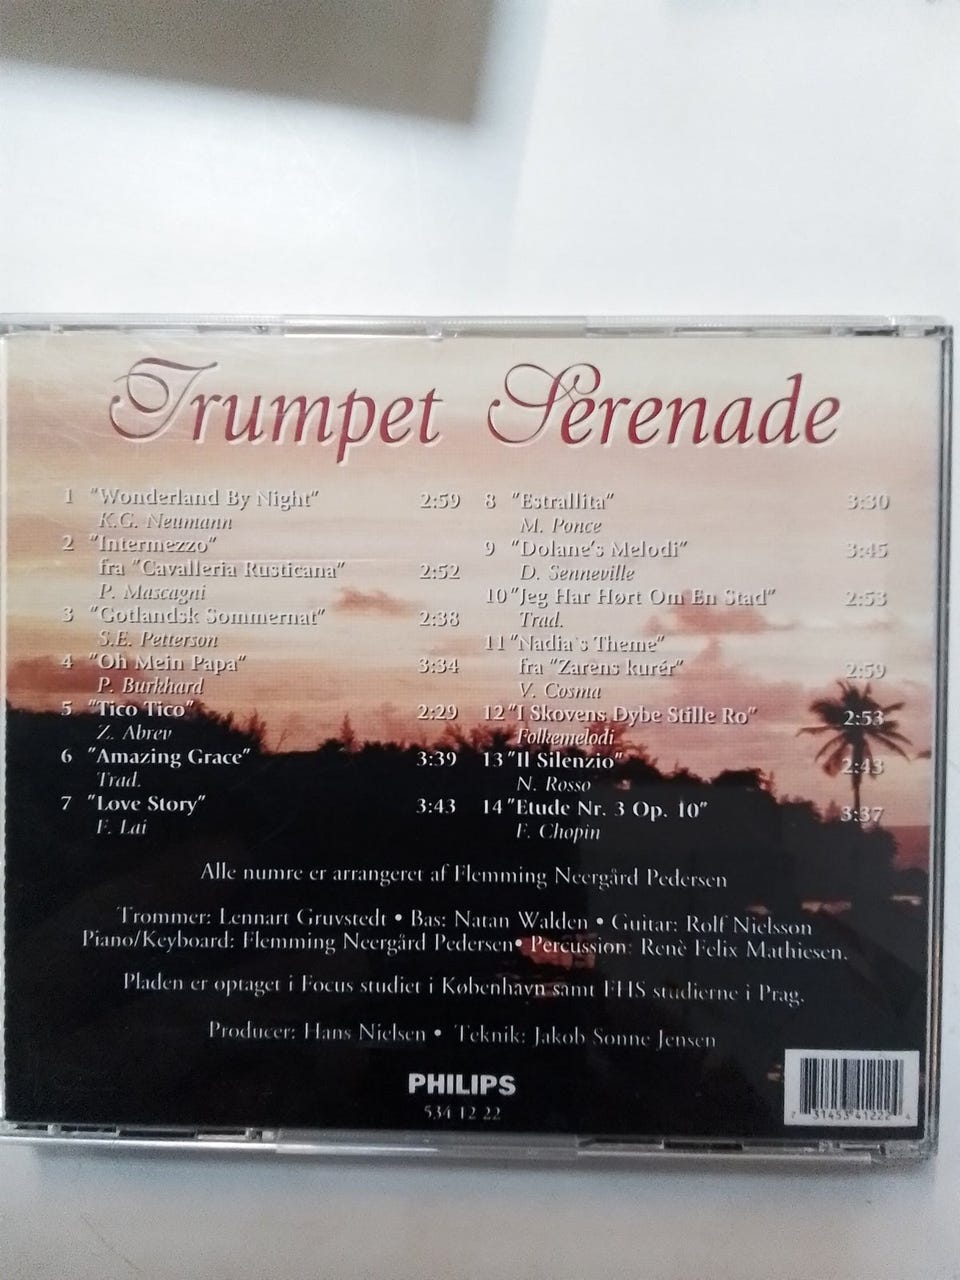 Trumpet Serenade
1 "Wonderland By Night" 2:59
K.G. Neumann
2 "Intermezzo"
fra "Cavalleria Rusticana" 2:52
P. Mascagni
3 "Gotlandsk Sommernat" 2:38
S.E. Petterson
4 "Oh Mein Papa" 3:34
P. Burkhard
5 "Tico Tico" 2:29
Z. Abrev
6 "Amazing Grace" 3:39
Trad.
7 "Love Story" 3:43
F. Lai
8 "Estrallita" 3:30
M. Ponce
9 "Dolane's Melodi" 3:45
D. Senneville
10 "Jeg Har Hørt Om En Stad" 2:53
Trad.
11 "Nadia's Theme"
fra "Zarens kurér" 2:59
V. Cosma
12 "I Skovens Dybe Stille Ro" 2:53
Folkemelodi
13 "Il Silenzio" 2:43
N. Rosso
14 "Etude Nr. 3 Op. 10" 3:37
F. Chopin
Alle numre er arrangeret af Flemming Neergård Pedersen
Trommer: Lennart Gruvstedt • Bas: Natan Walden • Guitar: Rolf Nielsson
Piano/Keyboard: Flemming Neergård Pedersen• Percussion: Renè Felix Mathiesen.
Pladen er optaget i Focus studiet i København samt FHS studierne i Prag.
Producer: Hans Nielsen • Teknik: Jakob Sonne Jensen
PHILIPS
534 12 22
7 31453 41222 4